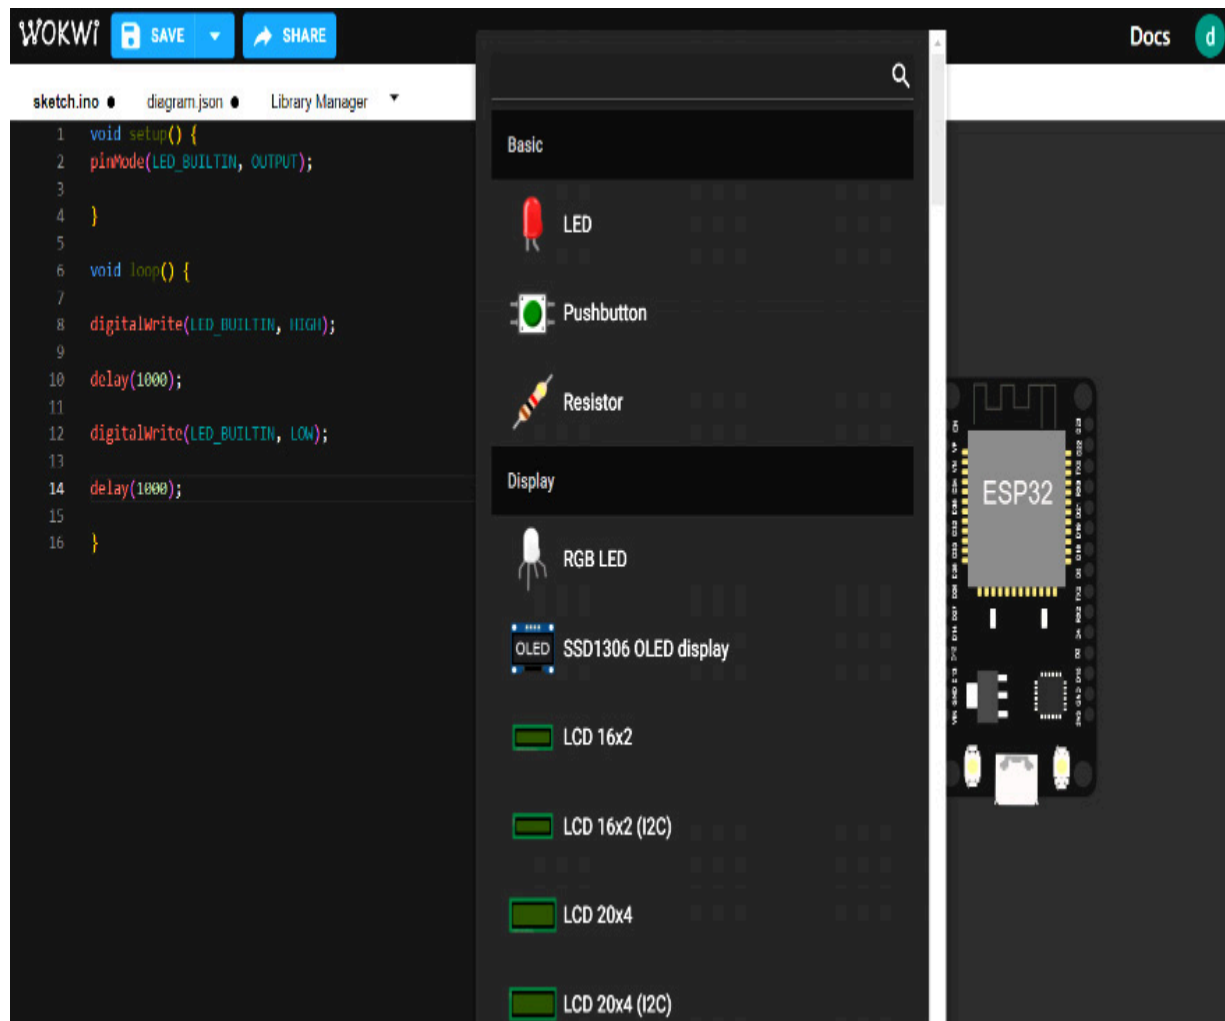 WOKWi SAVE SHARE Docs d
sketch.ino ● diagram.json ● Library Manager
1 void setup() {
2 pinMode(LED_BUILTIN, OUTPUT);
3
4 }
5
6 void loop() {
7
8 digitalWrite(LED_BUILTIN, HIGH);
9
10 delay(1000);
11
12 digitalWrite(LED_BUILTIN, LOW);
13
14 delay(1000);
15
16 }
Basic
LED
Pushbutton
Resistor
Display
RGB LED
OLED SSD1306 OLED display
LCD 16x2
LCD 16x2 (I2C)
LCD 20x4
LCD 20x4 (I2C)
ESP32